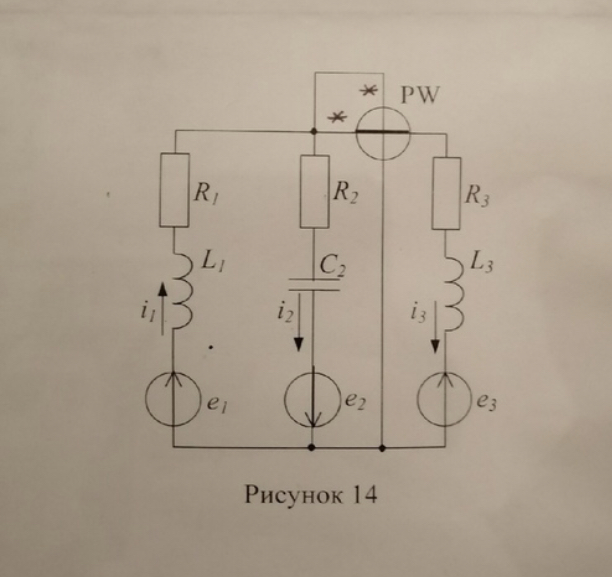 * PW
*
R1 R2 R3
L1 C2 L3
i1 i2 i3
e1 e2 e3
Рисунок 14